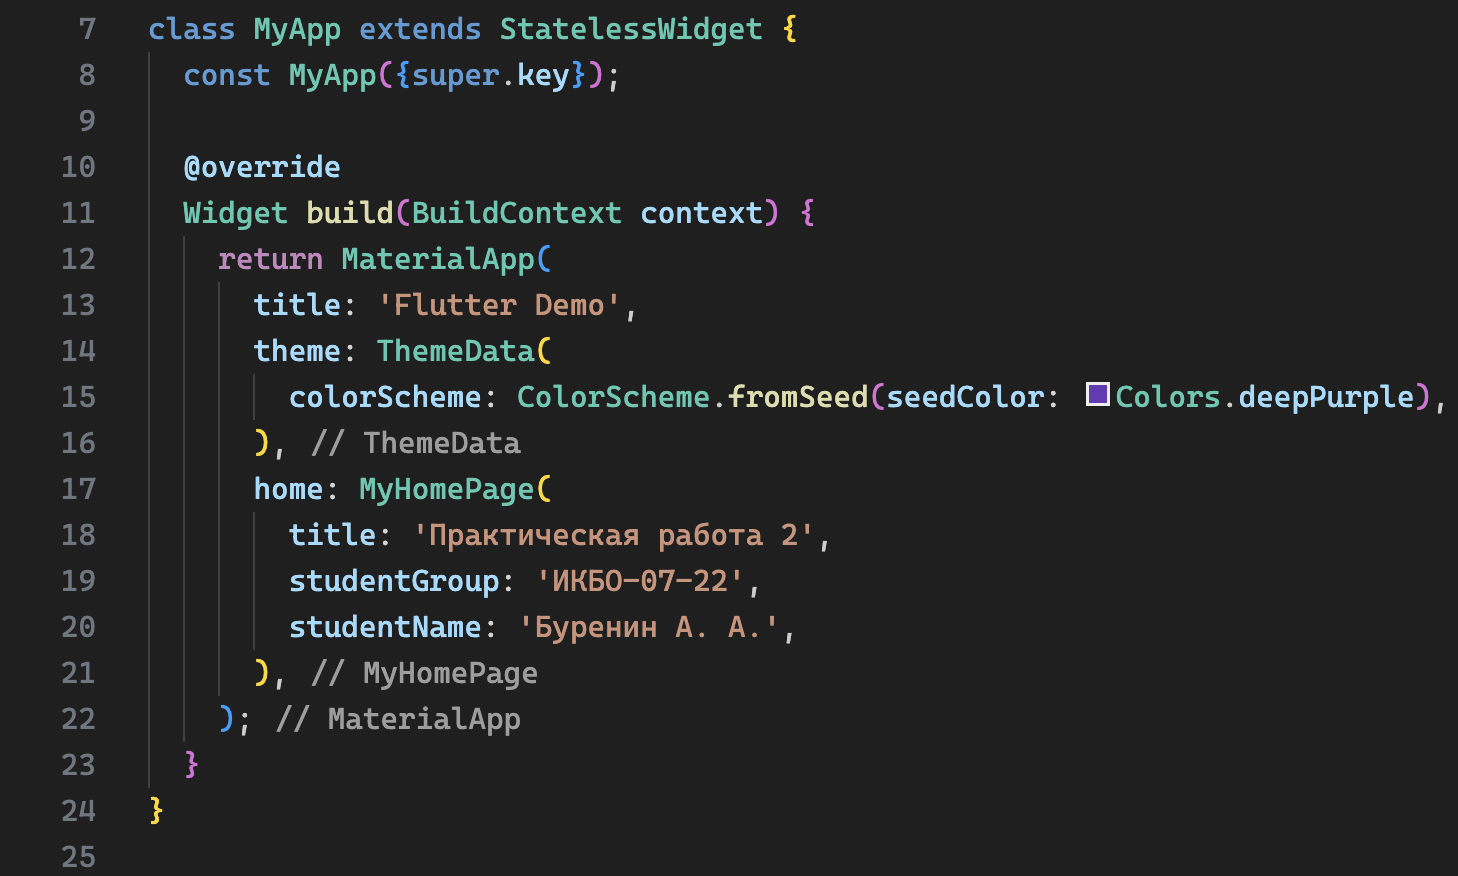 7 class MyApp extends StatelessWidget {
8   const MyApp({super.key});
9
10   @override
11   Widget build(BuildContext context) {
12     return MaterialApp(
13       title: 'Flutter Demo',
14       theme: ThemeData(
15         colorScheme: ColorScheme.fromSeed(seedColor: Colors.deepPurple),
16       ), // ThemeData
17       home: MyHomePage(
18         title: 'Практическая работа 2',
19         studentGroup: 'ИКБО-07-22',
20         studentName: 'Буренин А. А.',
21       ), // MyHomePage
22     ); // MaterialApp
23   }
24 }
25